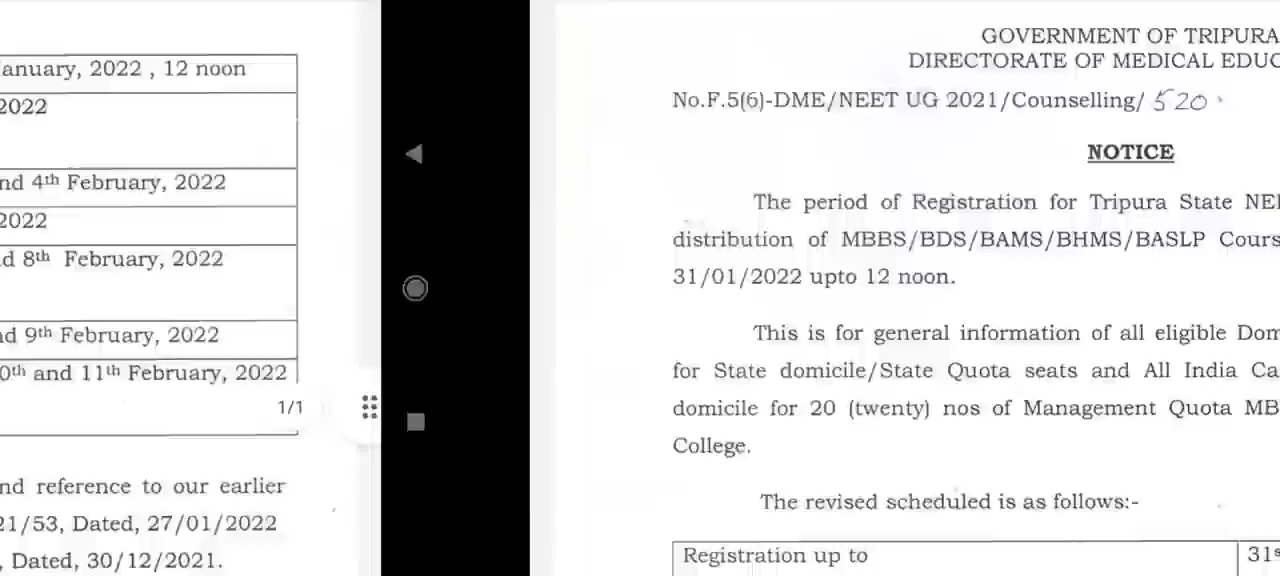 anuary, 2022 , 12 noon
2022
nd 4th February, 2022
2022
d 8th February, 2022
nd 9th February, 2022
0th and 11th February, 2022
1/1
nd reference to our earlier
21/53, Dated, 27/01/2022
, Dated, 30/12/2021.
GOVERNMENT OF TRIPURA
DIRECTORATE OF MEDICAL EDUC
No.F.5(6)-DME/NEET UG 2021/Counselling/ 520
NOTICE
The period of Registration for Tripura State NEE
distribution of MBBS/BDS/BAMS/BHMS/BASLP Cours
31/01/2022 upto 12 noon.
This is for general information of all eligible Dom
for State domicile/State Quota seats and All India Ca
domicile for 20 (twenty) nos of Management Quota MB
College.
The revised scheduled is as follows:-
Registration up to
31s